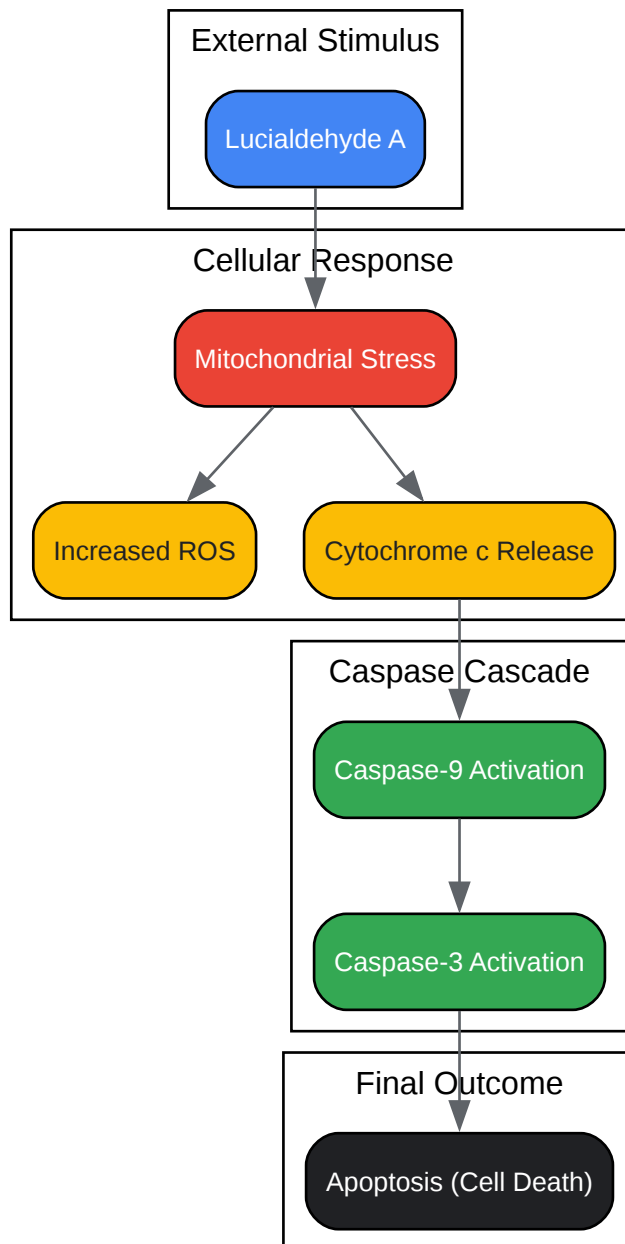 External Stimulus
Lucialdehyde A
Cellular Response
Mitochondrial Stress
Increased ROS
Cytochrome c Release
Caspase Cascade
Caspase-9 Activation
Caspase-3 Activation
Final Outcome
Apoptosis (Cell Death)